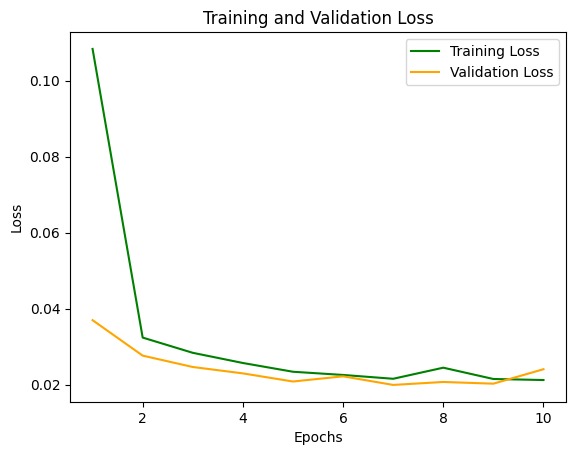 Training and Validation Loss
Training Loss
Validation Loss
0.10
0.08
0.06
0.04
0.02
Loss
2 4 6 8 10
Epochs